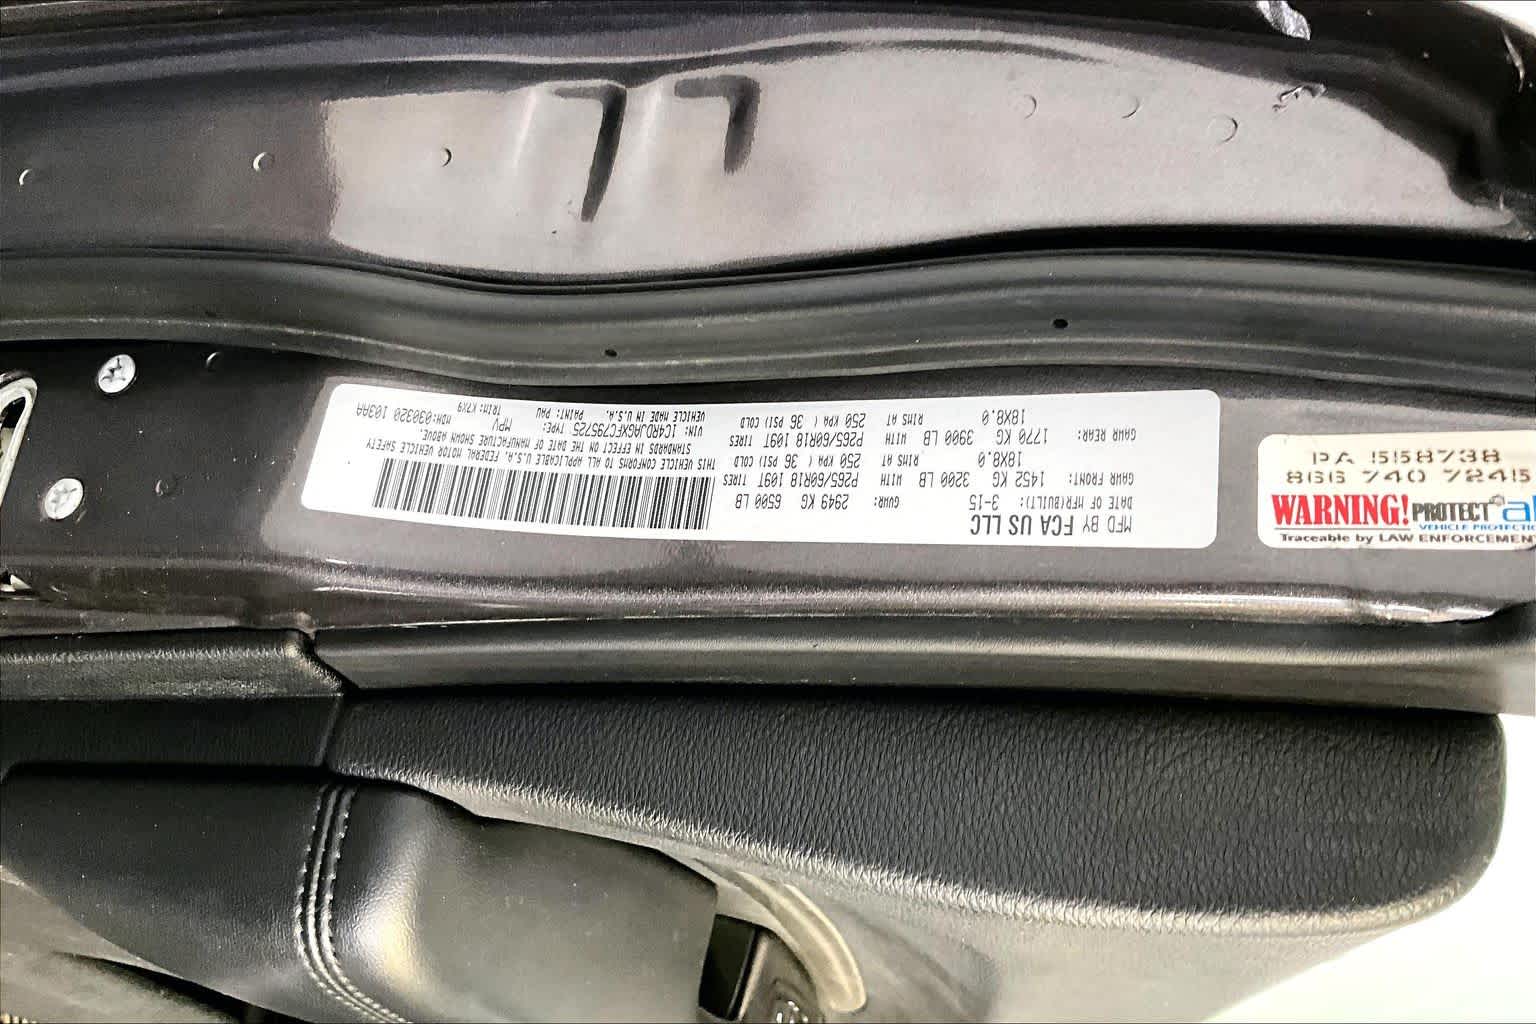 MFD BY FCA US LLC
DATE OF MFR(BUILT): 3-15
GVWR: 2949 KG 6500 LB
GAWR FRONT: 1452 KG 3200 LB WITH P265/60R18 109T TIRES
18X8.0 RIMS AT 250 KPA ( 36 PSI) COLD
GAWR REAR: 1770 KG 3900 LB WITH P265/60R18 109T TIRES
18X8.0 RIMS AT 250 KPA ( 36 PSI) COLD
THIS VEHICLE CONFORMS TO ALL APPLICABLE U.S.A. FEDERAL MOTOR VEHICLE SAFETY
STANDARDS IN EFFECT ON THE DATE OF MANUFACTURE SHOWN ABOVE.
VIN: 1C4RDJAGXFC795725 TYPE: MPV MDH:030320 103AA
VEHICLE MADE IN U.S.A. PAINT: PAU TRIM: K7X9
PA 558738
866 740 7245
WARNING! PROTECT
VEHICLE PROTECTIO
Traceable by LAW ENFORCEMENT